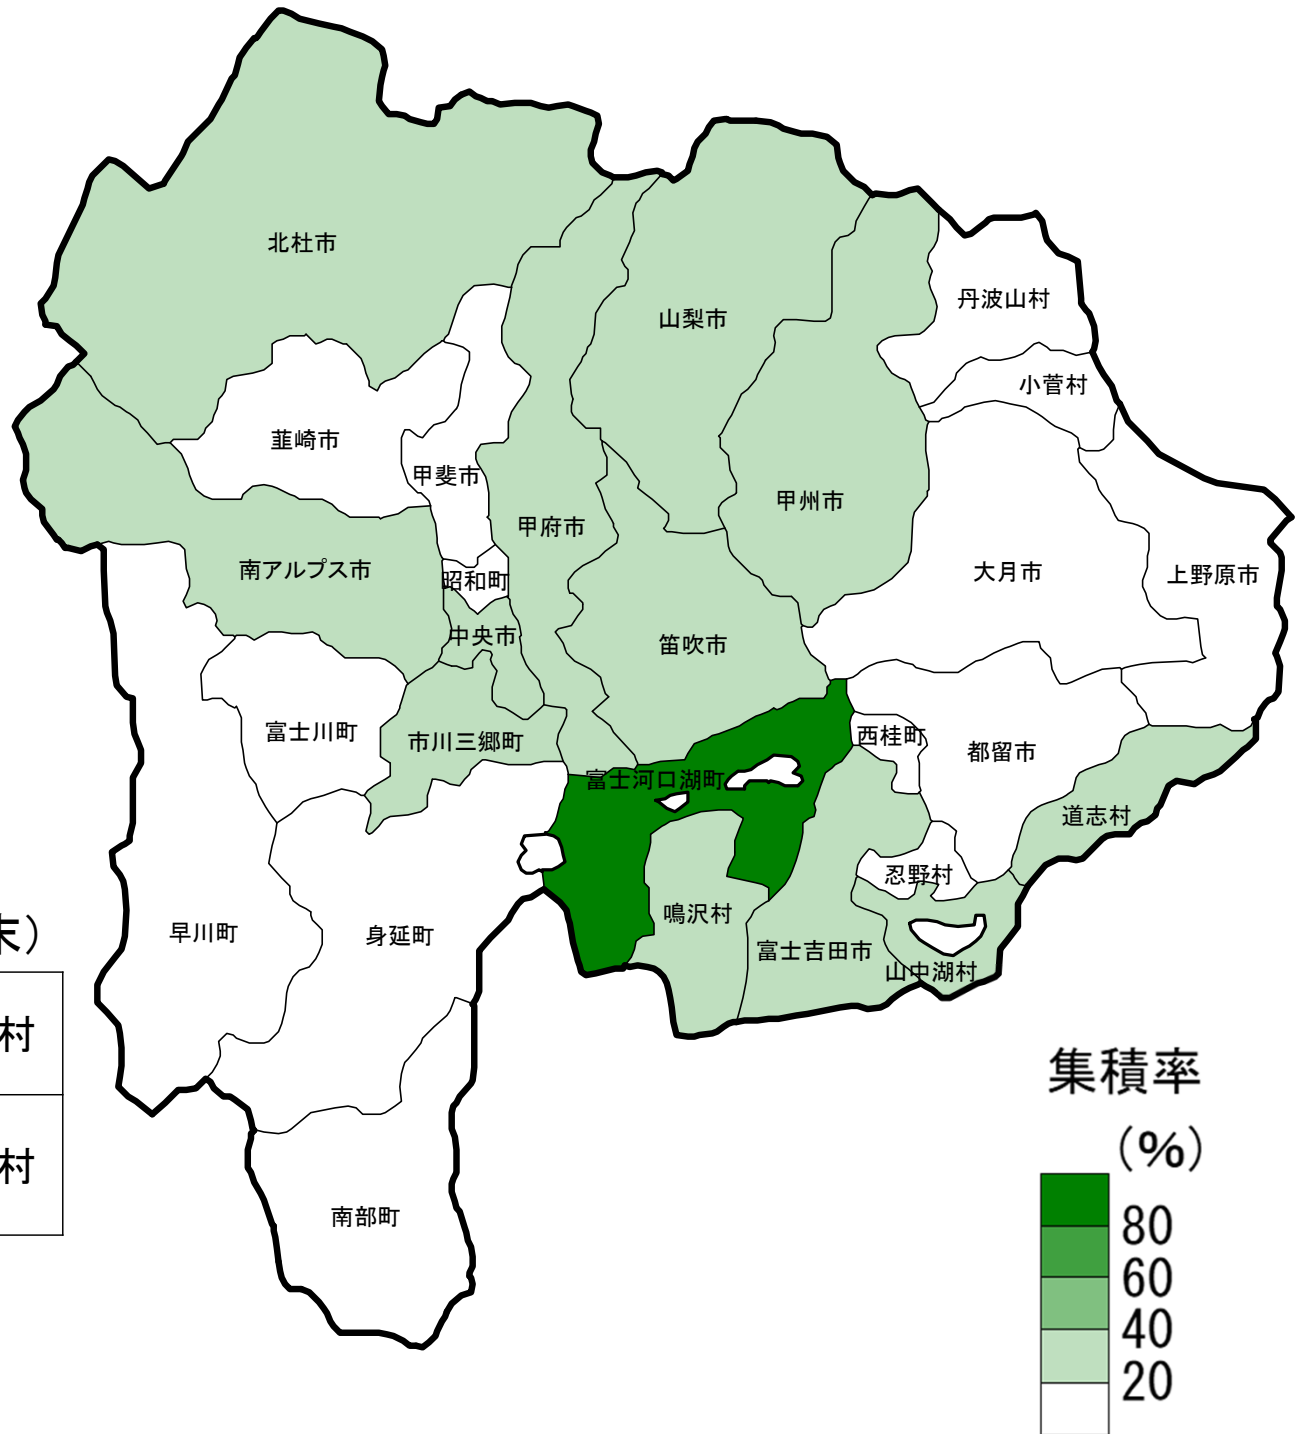 北杜市
丹波山村
山梨市
小菅村
韮崎市
甲斐市
甲州市
甲府市
南アルプス市
大月市
上野原市
昭和町
中央市
笛吹市
富士川町
市川三郷町
西桂町
都留市
富士河口湖町
道志村
忍野村
鳴沢村
早川町
身延町
富士吉田市
山中湖村
末)
村
村
南部町
集積率
(%)
80
60
40
20